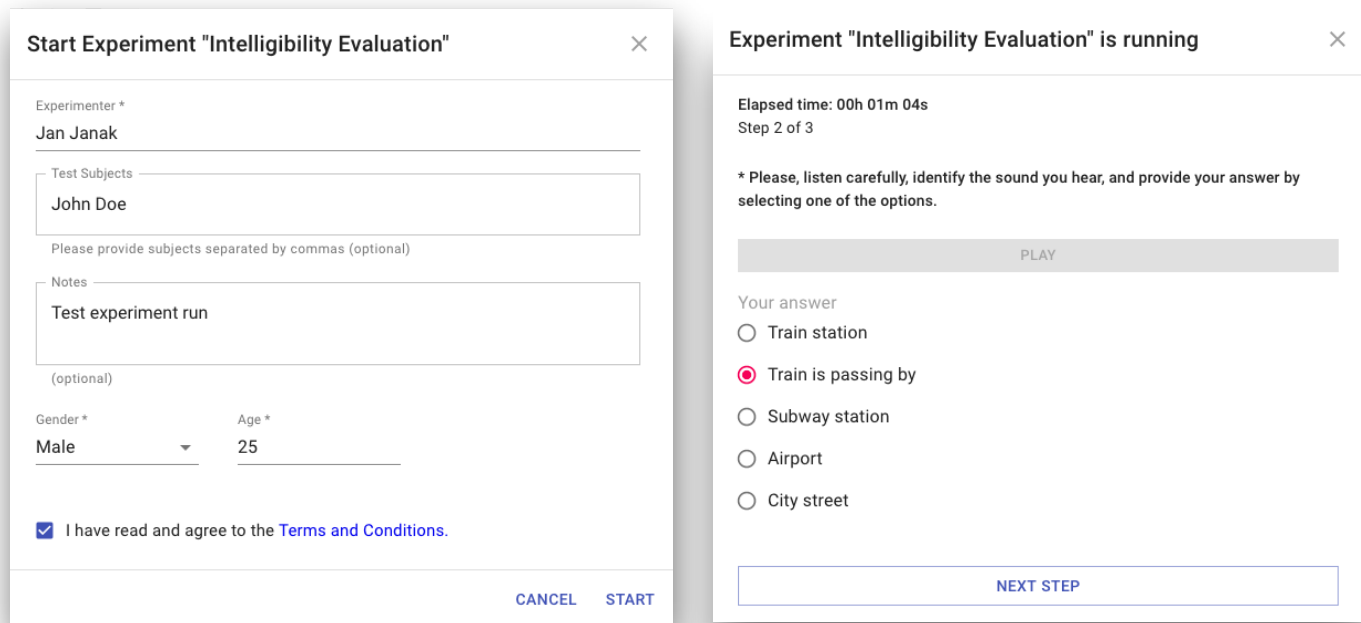 Start Experiment "Intelligibility Evaluation"
Experimenter *
Jan Janak
Test Subjects
John Doe
Please provide subjects separated by commas (optional)
Notes
Test experiment run
(optional)
Gender * Age *
Male 25
I have read and agree to the Terms and Conditions.
CANCEL START
Experiment "Intelligibility Evaluation" is running
Elapsed time: 00h 01m 04s
Step 2 of 3
* Please, listen carefully, identify the sound you hear, and provide your answer by
selecting one of the options.
PLAY
Your answer
Train station
Train is passing by
Subway station
Airport
City street
NEXT STEP